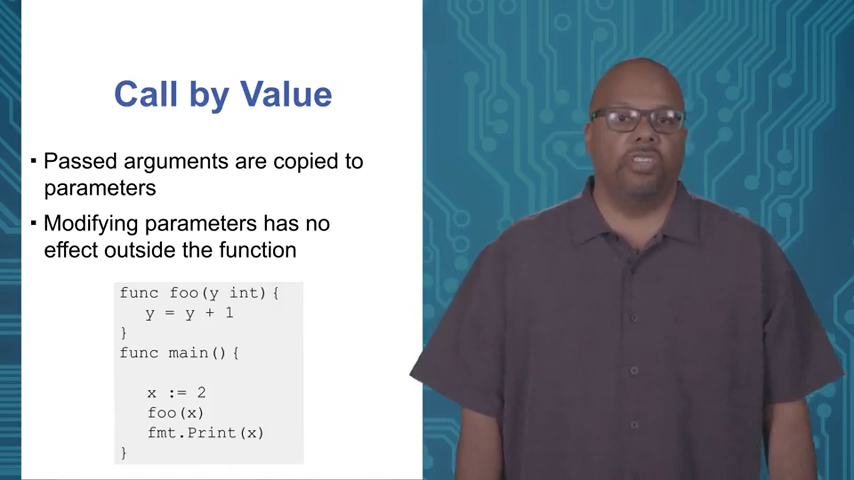 Call by Value
▪ Passed arguments are copied to
parameters
▪ Modifying parameters has no
effect outside the function
func foo(y int){
y = y + 1
}
func main(){
x := 2
foo(x)
fmt.Print(x)
}